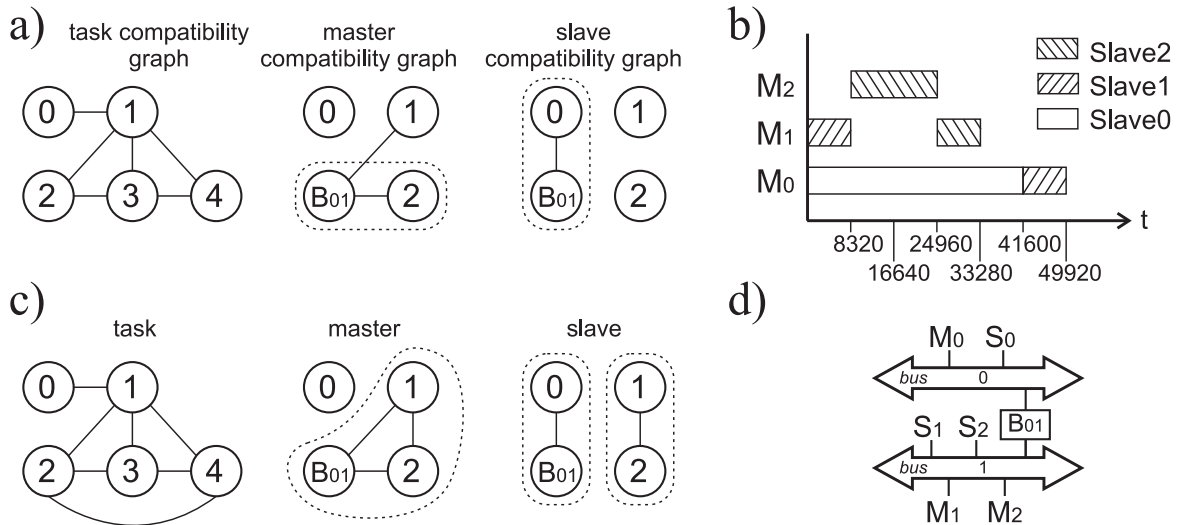 a)
task compatibility graph
master compatibility graph
slave compatibility graph
0 1
2 3 4
0 1
B01 2
0 1
B01 2
b)
Slave2
Slave1
Slave0
M2
M1
M0
t
8320 24960 41600
16640 33280 49920
c)
task
master
slave
0 1
2 3 4
0 1
B01 2
0 1
B01 2
d)
M0 S0
bus 0
B01
S1 S2
bus 1
M1 M2